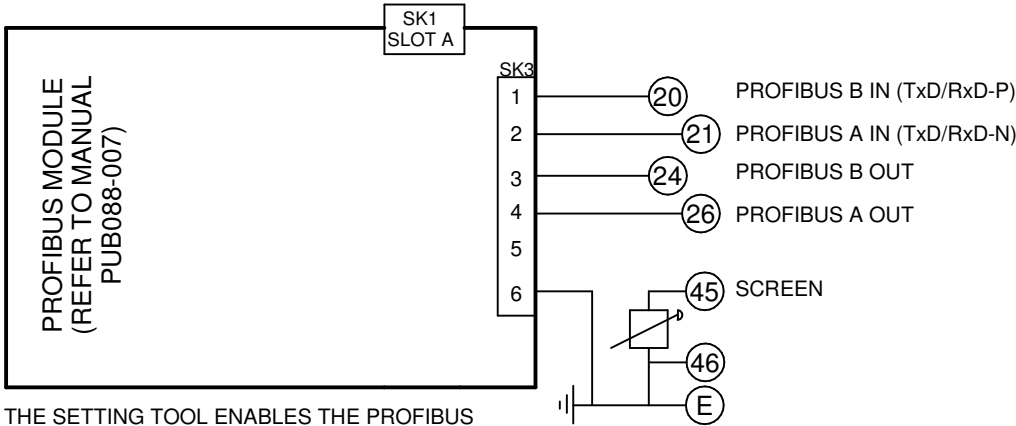 SK1
SLOT A
PROFIBUS MODULE
(REFER TO MANUAL
PUB088-007)
SK3
1
20
PROFIBUS B IN (TxD/RxD-P)
2
21
PROFIBUS A IN (TxD/RxD-N)
3
24
PROFIBUS B OUT
4
26
PROFIBUS A OUT
5
6
45
SCREEN
46
E
THE SETTING TOOL ENABLES THE PROFIBUS